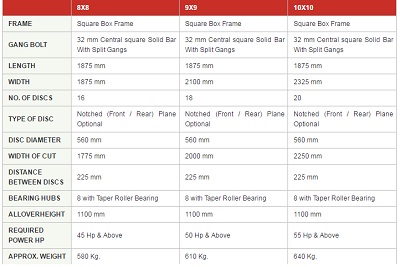 8X8 9X9 10X10
FRAME Square Box Frame Square Box Frame Square Box Frame
GANG BOLT 32 mm Central square Solid Bar With Split Gangs 32 mm Central square Solid Bar With Split Gangs 32 mm Central square Solid Bar With Split Gangs
LENGTH 1875 mm 1875 mm 1875 mm
WIDTH 1875 mm 2100 mm 2325 mm
NO. OF DISCS 16 18 20
TYPE OF DISC Notched (Front / Rear) Plane Optional Notched (Front / Rear) Plane Optional Notched (Front / Rear) Plane Optional
DISC DIAMETER 560 mm 560 mm 560 mm
WIDTH OF CUT 1775 mm 2000 mm 2250 mm
DISTANCE BETWEEN DISCS 225 mm 225 mm 225 mm
BEARING HUBS 8 with Taper Roller Bearing 8 with Taper Roller Bearing 8 with Taper Roller Bearing
ALLOVERHEIGHT 1100 mm 1100 mm 1100 mm
REQUIRED POWER HP 45 Hp & Above 50 Hp & Above 55 Hp & Above
APPROX. WEIGHT 580 Kg. 610 Kg. 640 Kg.